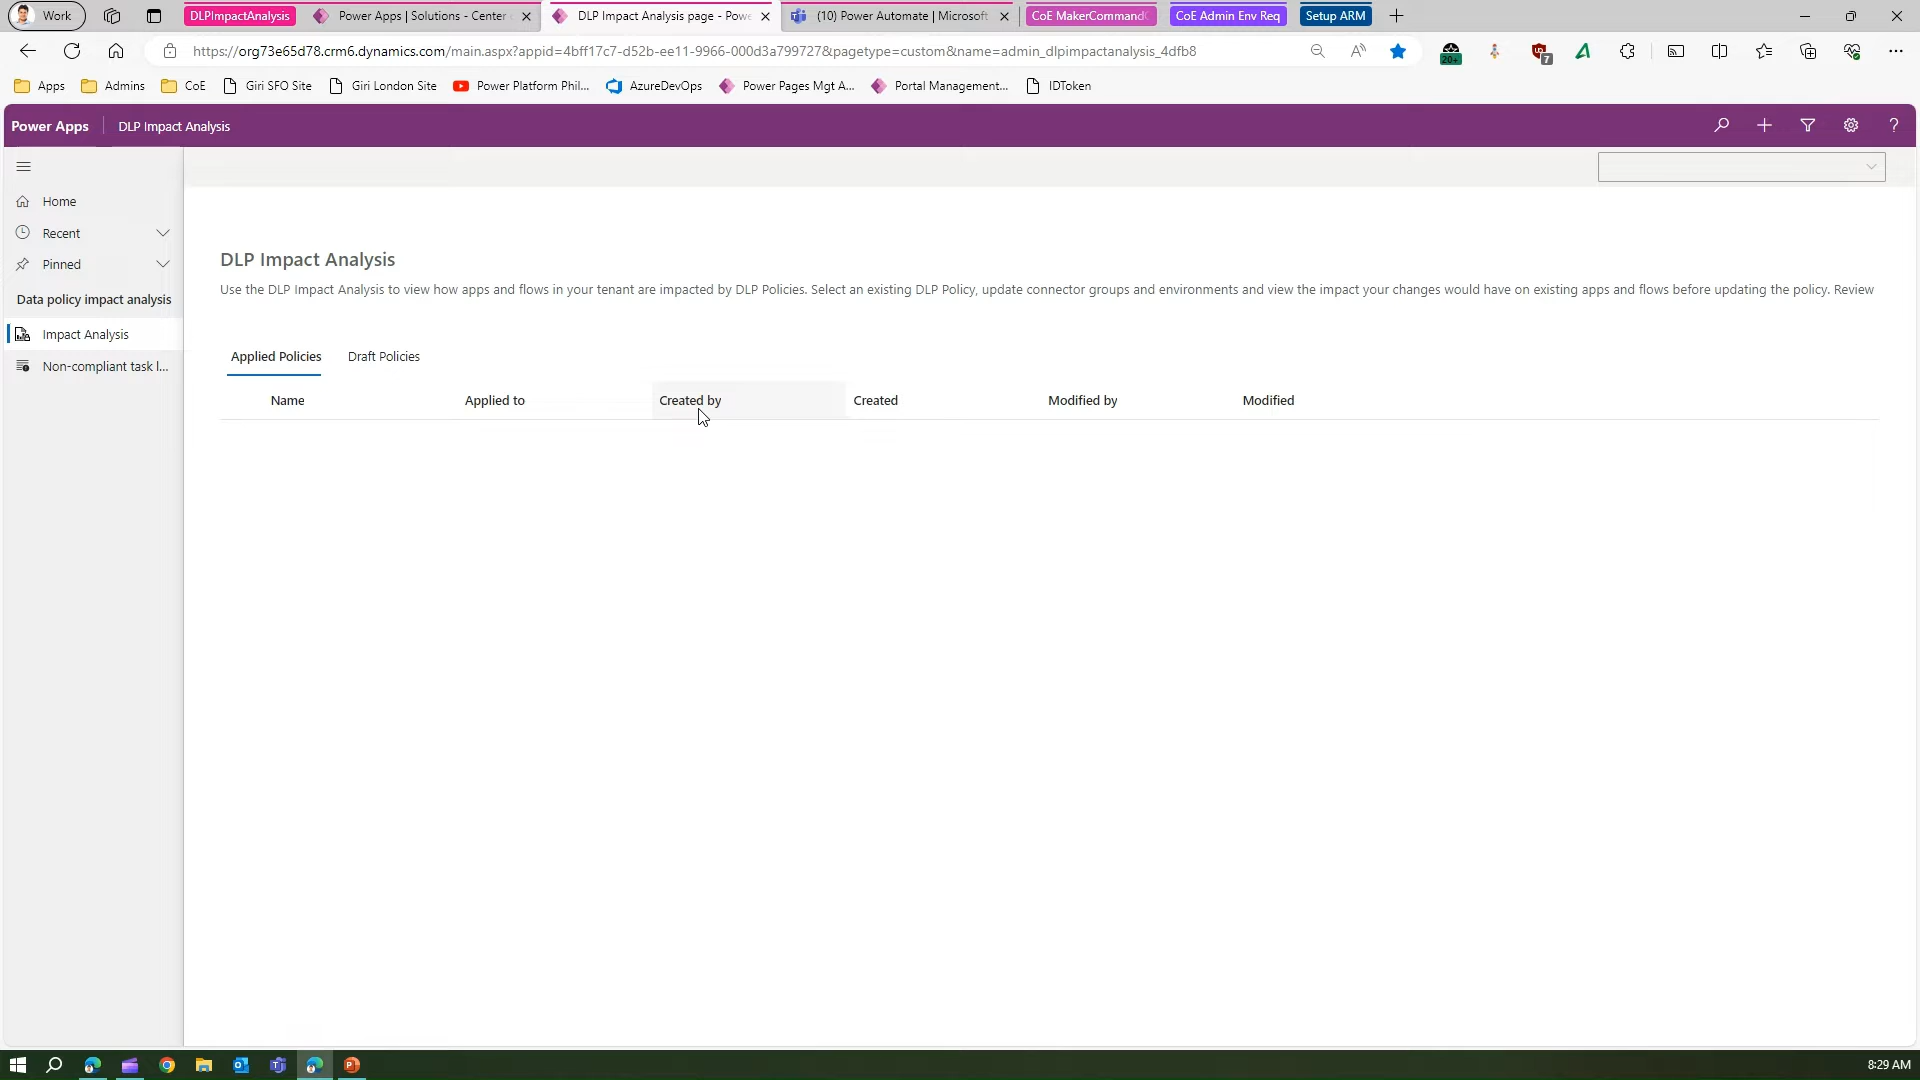 Work
DLPImpactAnalysis
Power Apps | Solutions - Center
DLP Impact Analysis page - Powe
(10) Power Automate | Microsoft
CoE MakerCommand
CoE Admin Env Req
Setup ARM
https://org73e65d78.crm6.dynamics.com/main.aspx?appid=4bff17c7-d52b-ee11-9966-000d3a799727&pagetype=custom&name=admin_dlpimpactanalysis_4dfb8
20+
7
Apps
Admins
CoE
Giri SFO Site
Giri London Site
Power Platform Phil...
AzureDevOps
Power Pages Mgt A...
Portal Management...
IDToken
Power Apps
DLP Impact Analysis
Home
Recent
Pinned
Data policy impact analysis
Impact Analysis
Non-compliant task l...
DLP Impact Analysis
Use the DLP Impact Analysis to view how apps and flows in your tenant are impacted by DLP Policies. Select an existing DLP Policy, update connector groups and environments and view the impact your changes would have on existing apps and flows before updating the policy. Review
Applied Policies
Draft Policies
Name
Applied to
Created by
Created
Modified by
Modified
8:29 AM